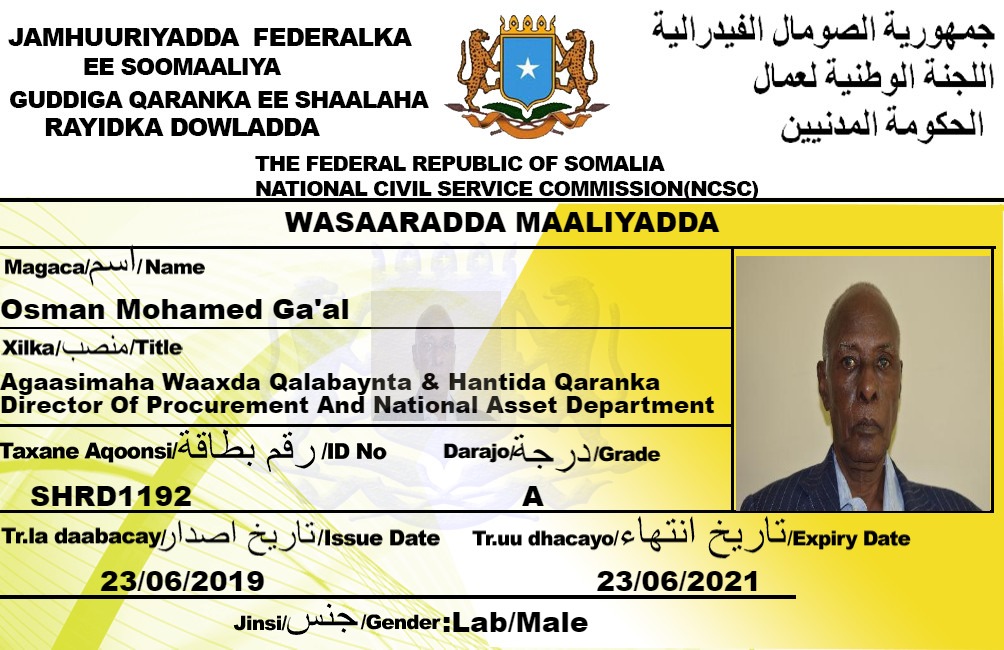 JAMHUURIYADDA FEDERALKA
EE SOOMAALIYA
GUDDIGA QARANKA EE SHAALAHA
RAYIDKA DOWLADDA
جمهورية الصومال الفيدرالية
اللجنة الوطنية لعمال
الحكومة المدنيين
THE FEDERAL REPUBLIC OF SOMALIA
NATIONAL CIVIL SERVICE COMMISSION(NCSC)
WASAARADDA MAALIYADDA
Magaca/اسم/Name
Osman Mohamed Ga'al
Xilka/منصب/Title
Agaasimaha Waaxda Qalabaynta & Hantida Qaranka
Director Of Procurement And National Asset Department
Taxane Aqoonsi/رقم بطاقة/ID No Darajo/درجة/Grade
SHRD1192 A
Tr.la daabacay/تاريخ اصدار/Issue Date Tr.uu dhacayo/تاريخ انتهاء/Expiry Date
23/06/2019 23/06/2021
Jinsi/جنس/Gender:Lab/Male